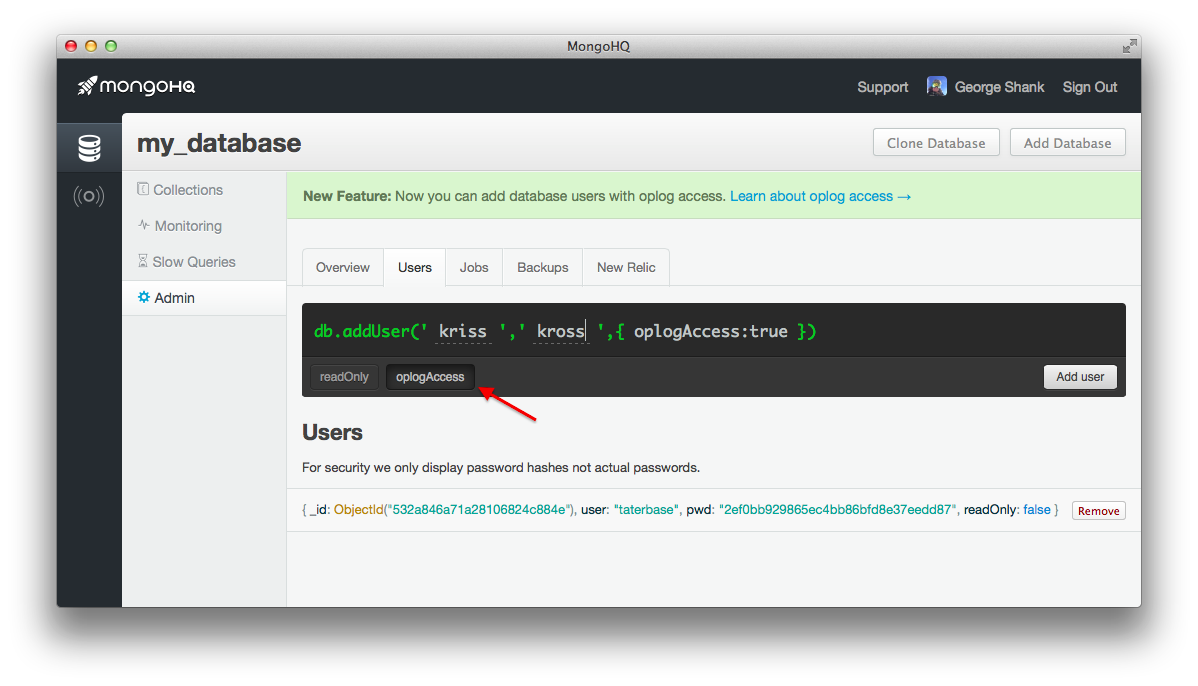 MongoHQ
mongoHQ
Support George Shank Sign Out
my_database
Clone Database Add Database
Collections
Monitoring
Slow Queries
Admin
New Feature: Now you can add database users with oplog access. Learn about oplog access →
Overview Users Jobs Backups New Relic
db.addUser(' kriss ',' kross ',{ oplogAccess:true })
readOnly oplogAccess Add user
Users
For security we only display password hashes not actual passwords.
{ _id: ObjectId("532a846a71a28106824c884e"), user: "taterbase", pwd: "2ef0bb929865ec4bb86bfd8e37eedd87", readOnly: false } Remove